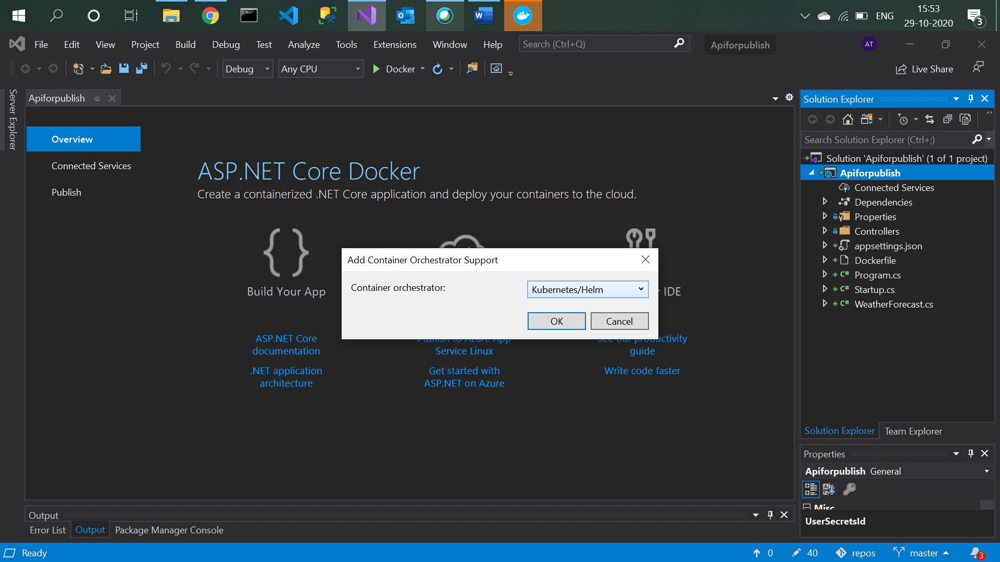 ENG
15:53
29-10-2020
3
File Edit View Project Build Debug Test Analyze Tools Extensions Window Help
Search (Ctrl+Q)
Apiforpublish
AT
Debug
Any CPU
Docker
Live Share
Server Explorer
Apiforpublish
Overview
Connected Services
Publish
ASP.NET Core Docker
Create a containerized .NET Core application and deploy your containers to the cloud.
Build Your App
IDE
Add Container Orchestrator Support
Container orchestrator:
Kubernetes/Helm
OK
Cancel
ASP.NET Core
documentation
.NET application
architecture
Publish to Azure App
Service Linux
Get started with
ASP.NET on Azure
See our productivity
guide
Write code faster
Solution Explorer
Search Solution Explorer (Ctrl+;)
Solution 'Apiforpublish' (1 of 1 project)
Apiforpublish
Connected Services
Dependencies
Properties
Controllers
appsettings.json
Dockerfile
C# Program.cs
C# Startup.cs
C# WeatherForecast.cs
Solution Explorer
Team Explorer
Properties
Apiforpublish General
Misc
UserSecretsId
Output
Error List
Output
Package Manager Console
Ready
0
40
repos
master
3